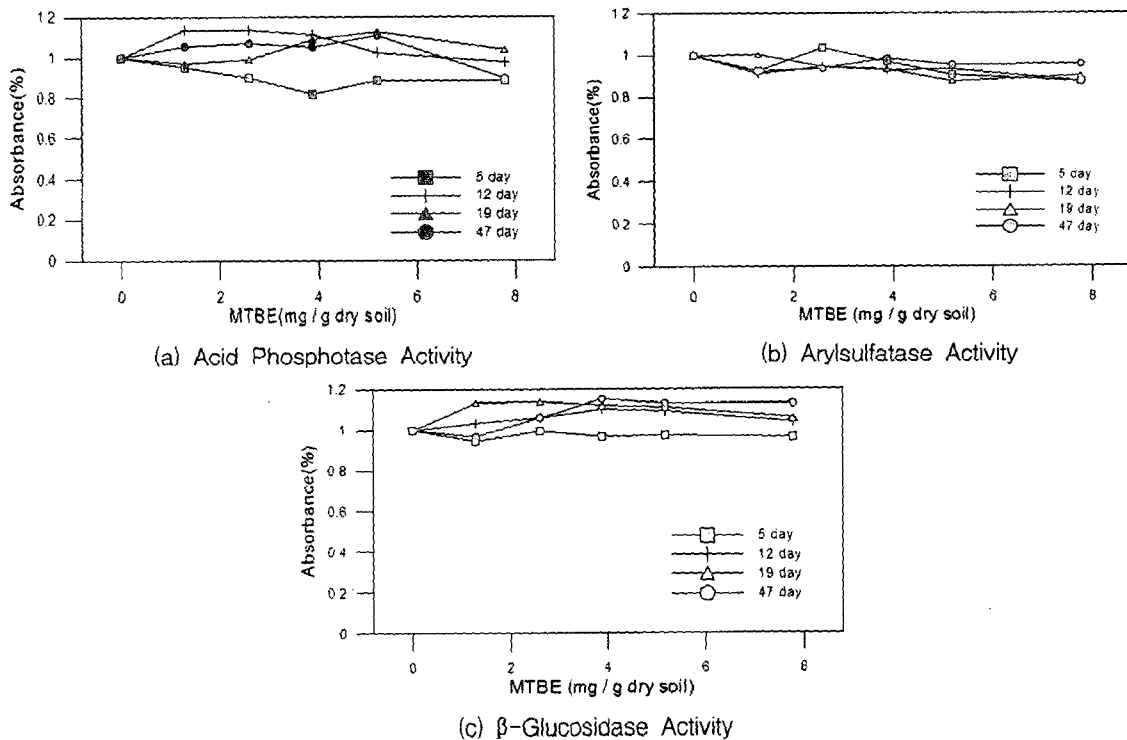 1.2
1
0.8
0.6
0.4
0.2
0
Absorbance(%)
5 day
12 day
19 day
47 day
0 2 4 6 8
MTBE(mg / g dry soil)
(a) Acid Phosphotase Activity
1.2
1
0.8
0.6
0.4
0.2
0
Absorbance(%)
5 day
12 day
19 day
47 day
0 2 4 6 8
MTBE(mg / g dry soil)
(b) Arylsulfatase Activity
1.2
1
0.8
0.6
0.4
0.2
0
Absorbance(%)
5 day
12 day
19 day
47 day
0 2 4 6 8
MTBE (mg / g dry soil)
(c) β-Glucosidase Activity